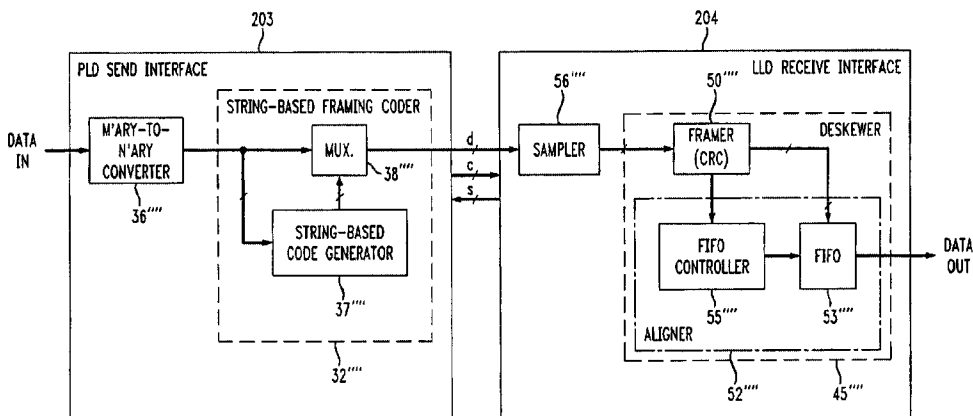 203
204
PLD SEND INTERFACE
LLD RECEIVE INTERFACE
56''''
50''''
STRING-BASED FRAMING CODER
DESKEWER
DATA
IN
M'ARY-TO-
N'ARY
CONVERTER
36''''
MUX.
38''''
d
c
s
SAMPLER
FRAMER
(CRC)
STRING-BASED
CODE GENERATOR
37''''
FIFO
CONTROLLER
55''''
FIFO
53''''
DATA
OUT
ALIGNER
32''''
52''''
45''''